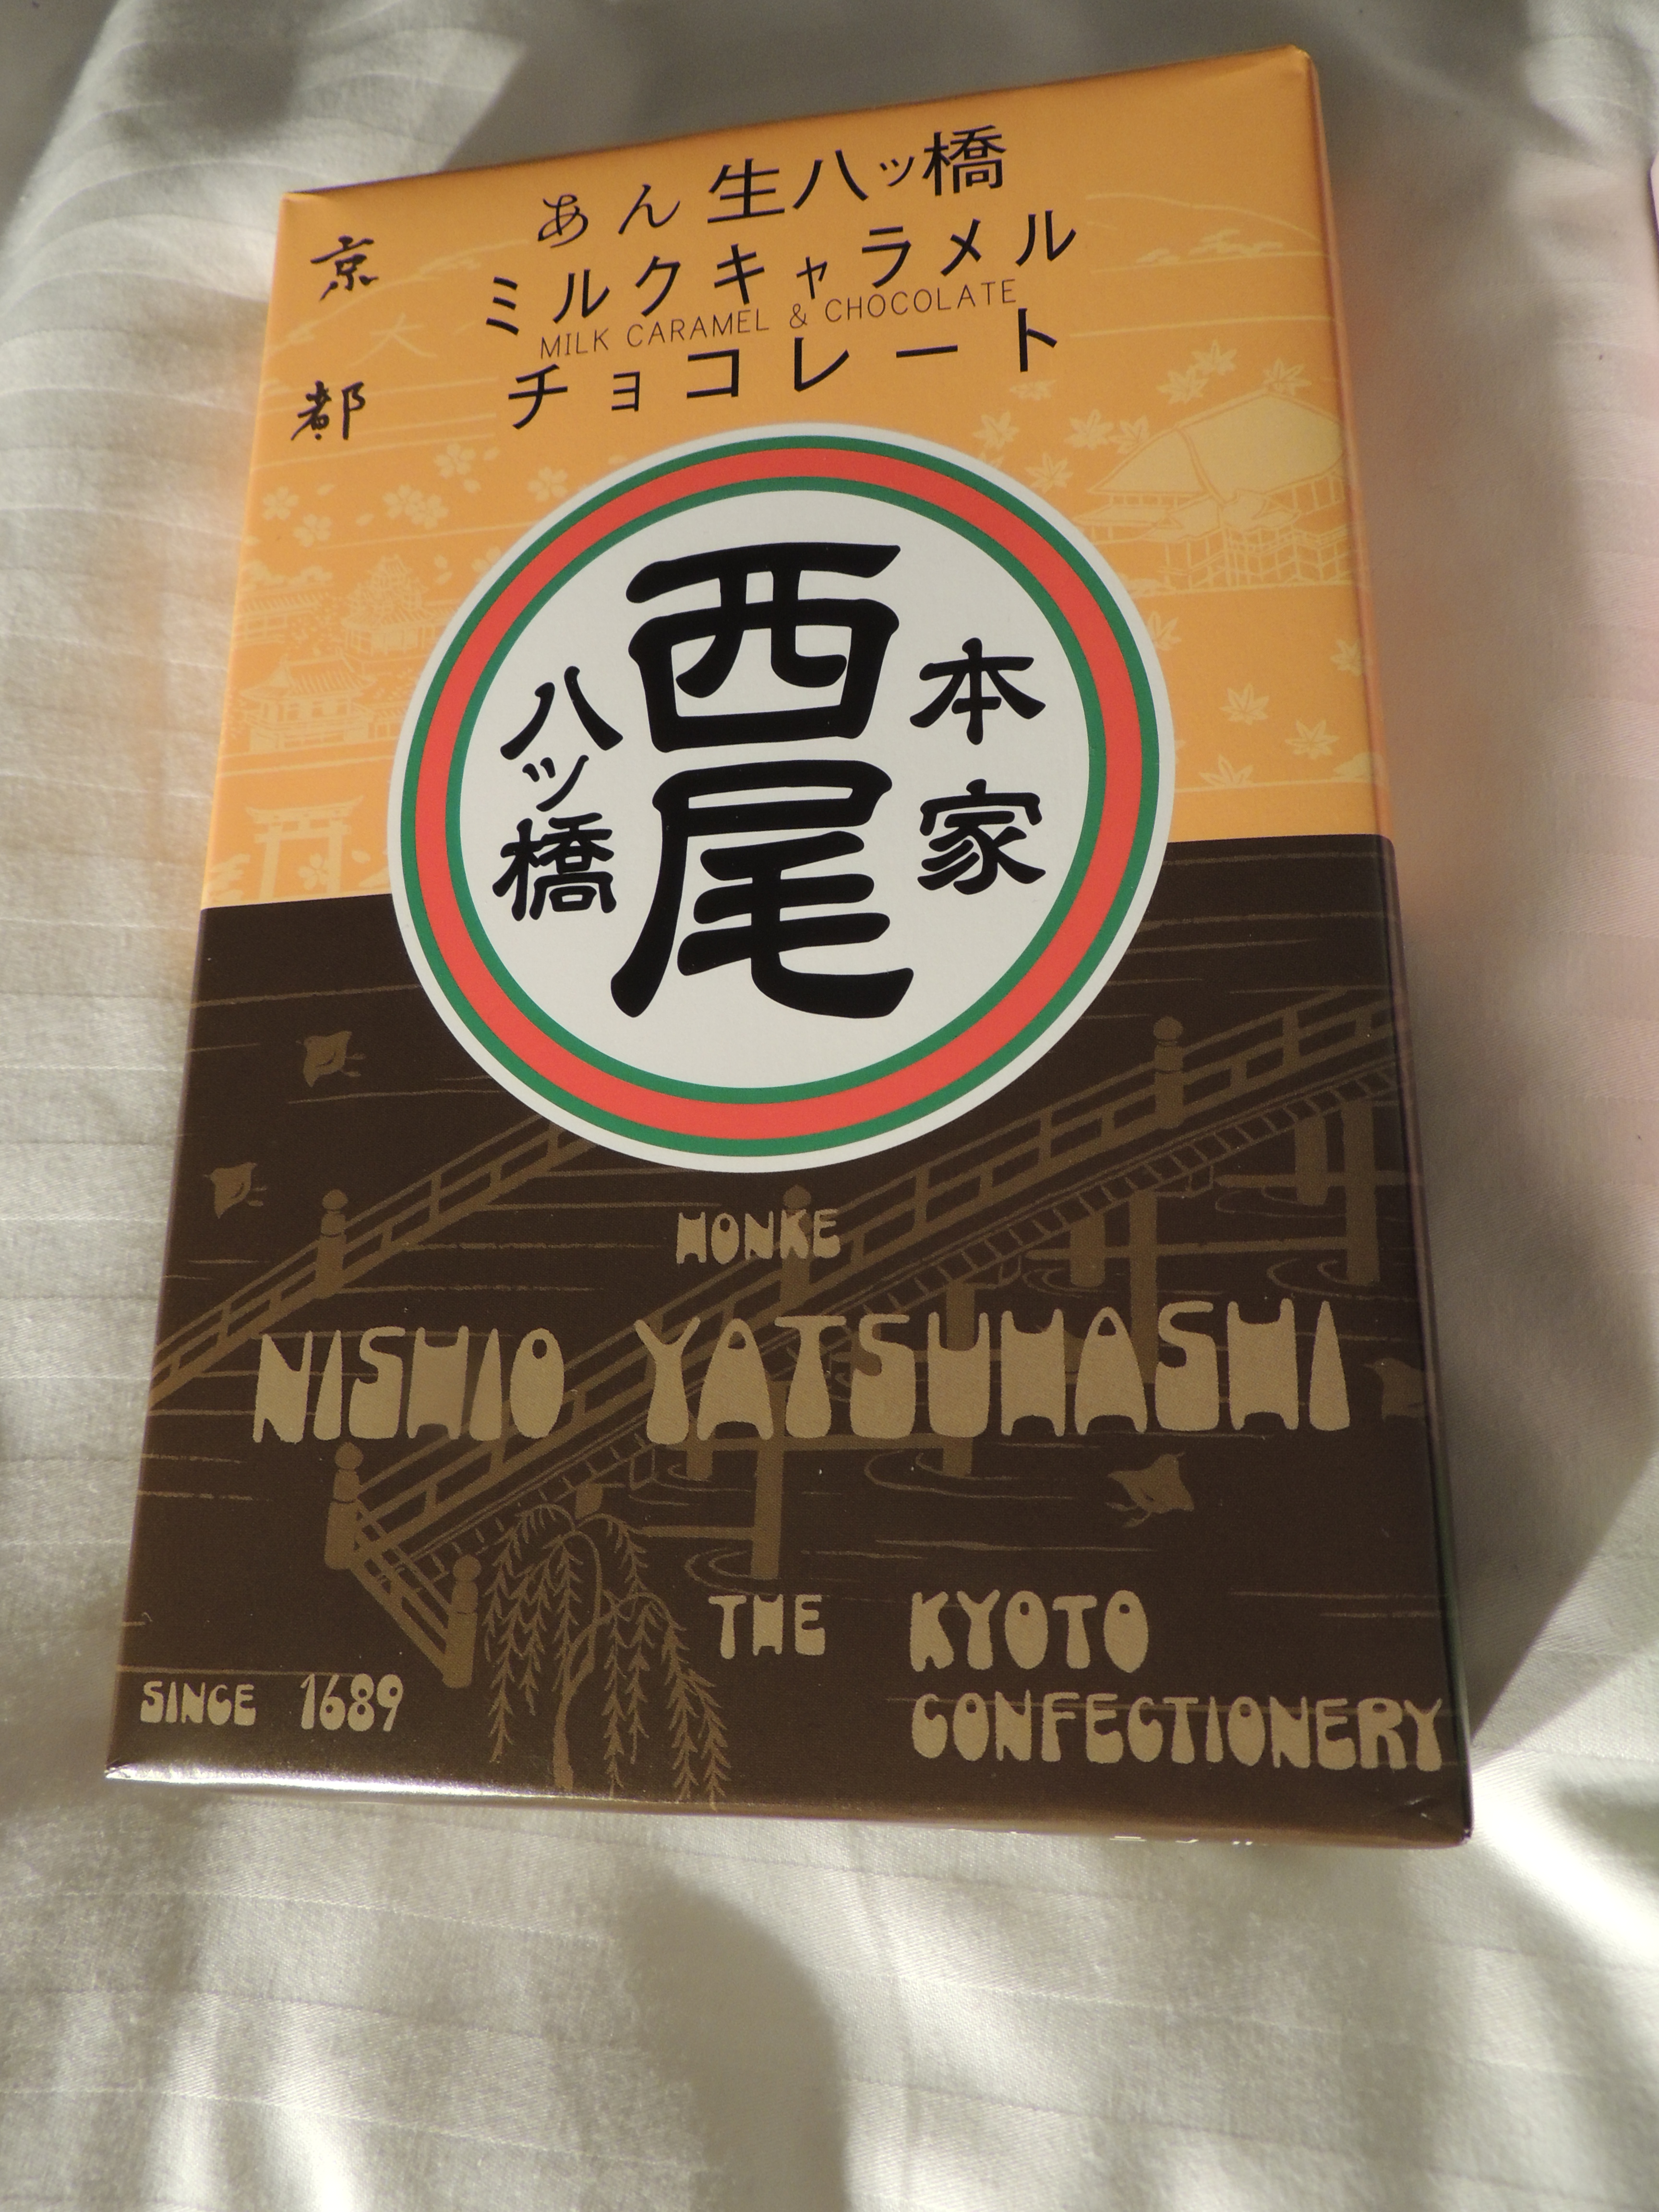 あん生八ッ橋
ミルクキャラメル
MILK CARAMEL & CHOCOLATE
チョコレート
京都
大
本家
西尾
八ッ橋
HONKE
NISHIO YATSUHASHI
THE KYOTO
CONFECTIONERY
SINCE 1689